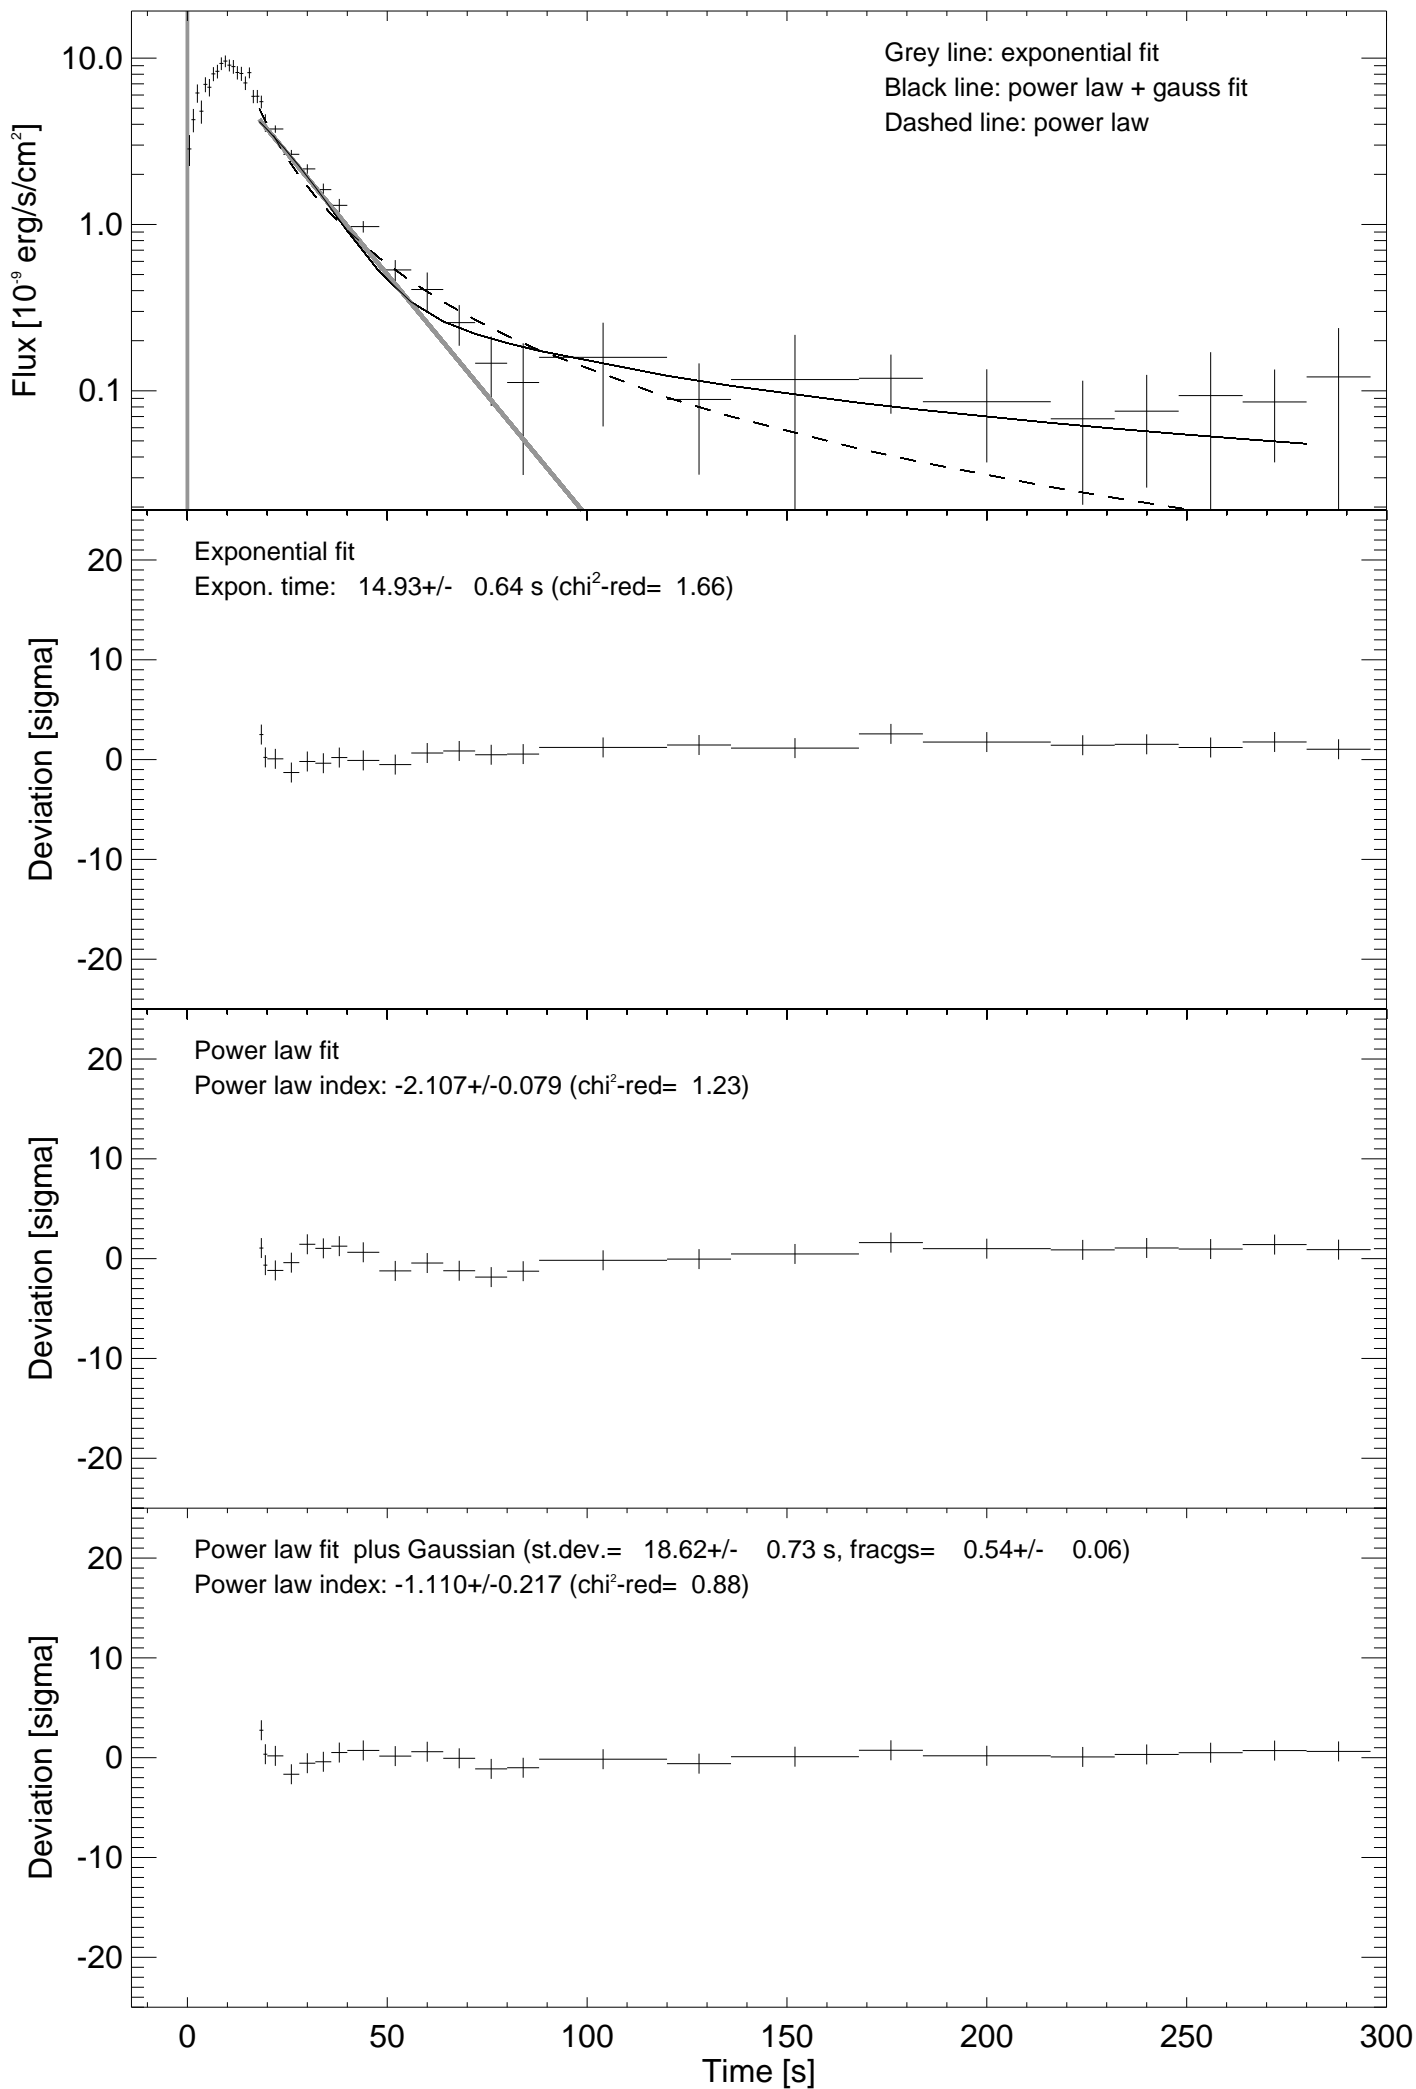 Grey line: exponential fit
Black line: power law + gauss fit
Dashed line: power law
10.0
1.0
0.1
Flux [10⁻⁹ erg/s/cm²]
Exponential fit
Expon. time: 14.93+/- 0.64 s (chi²-red= 1.66)
20
10
0
-10
-20
Deviation [sigma]
Power law fit
Power law index: -2.107+/-0.079 (chi²-red= 1.23)
20
10
0
-10
-20
Deviation [sigma]
Power law fit plus Gaussian (st.dev.= 18.62+/- 0.73 s, fracgs= 0.54+/- 0.06)
Power law index: -1.110+/-0.217 (chi²-red= 0.88)
20
10
0
-10
-20
Deviation [sigma]
0 50 100 150 200 250 300
Time [s]